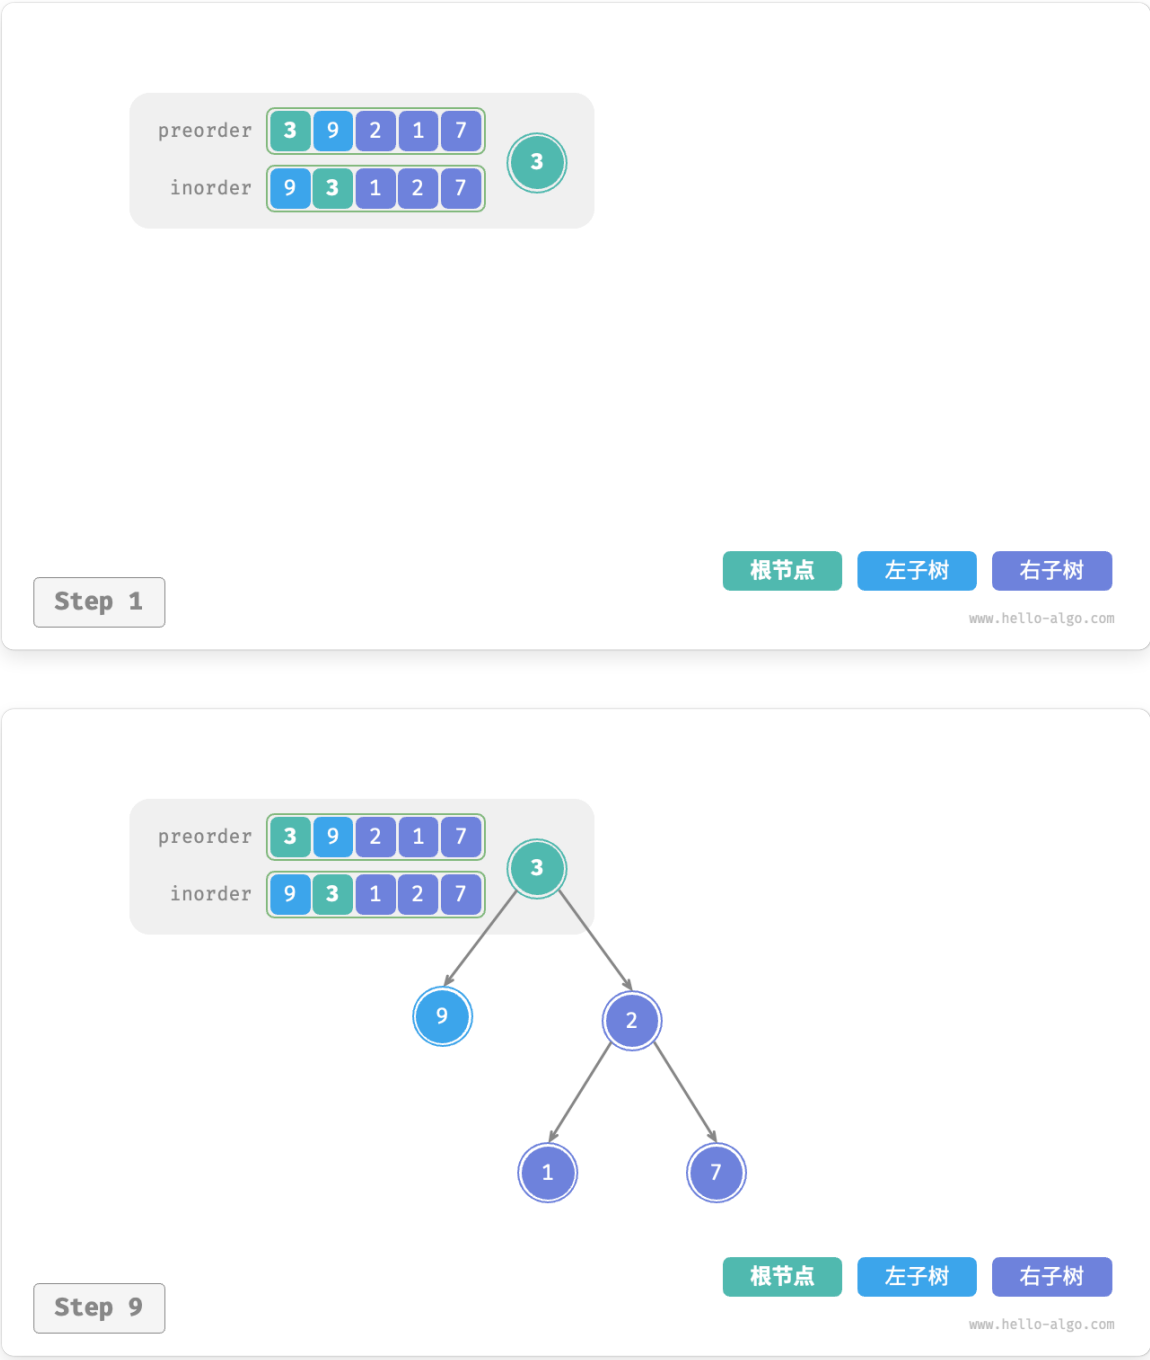 preorder 3 9 2 1 7
3
inorder 9 3 1 2 7
根节点 左子树 右子树
Step 1
www.hello-algo.com
preorder 3 9 2 1 7
3
inorder 9 3 1 2 7
9 2
1 7
根节点 左子树 右子树
Step 9
www.hello-algo.com